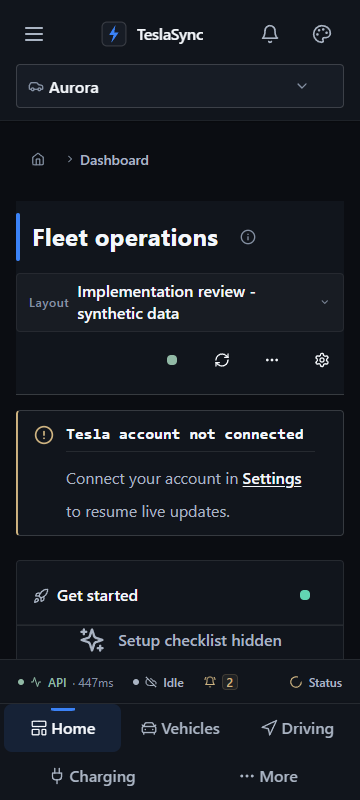 TeslaSync
Aurora
Dashboard
Fleet operations
Layout
Implementation review -
synthetic data
Tesla account not connected
Connect your account in Settings
to resume live updates.
Get started
Setup checklist hidden
API · 447ms
Idle
2
Status
Home
Vehicles
Driving
Charging
More